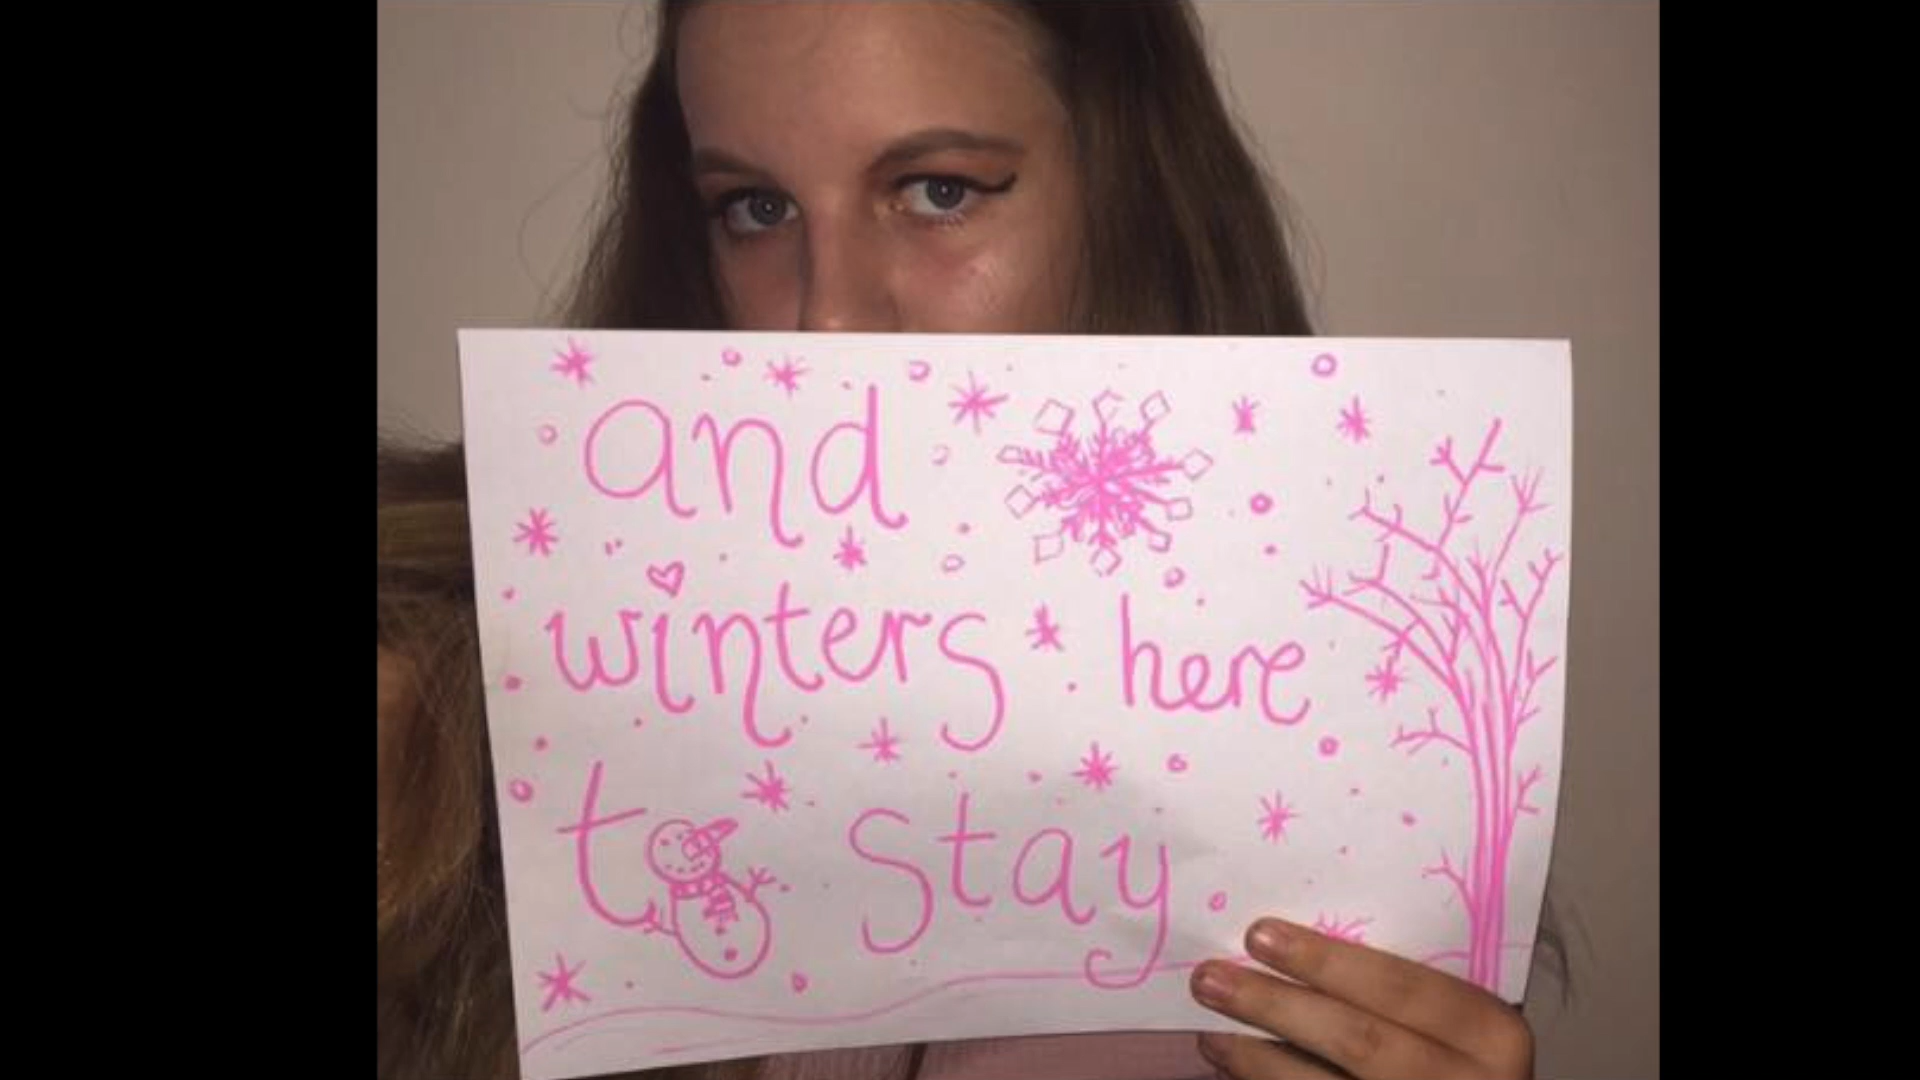 and
winters here
to stay.